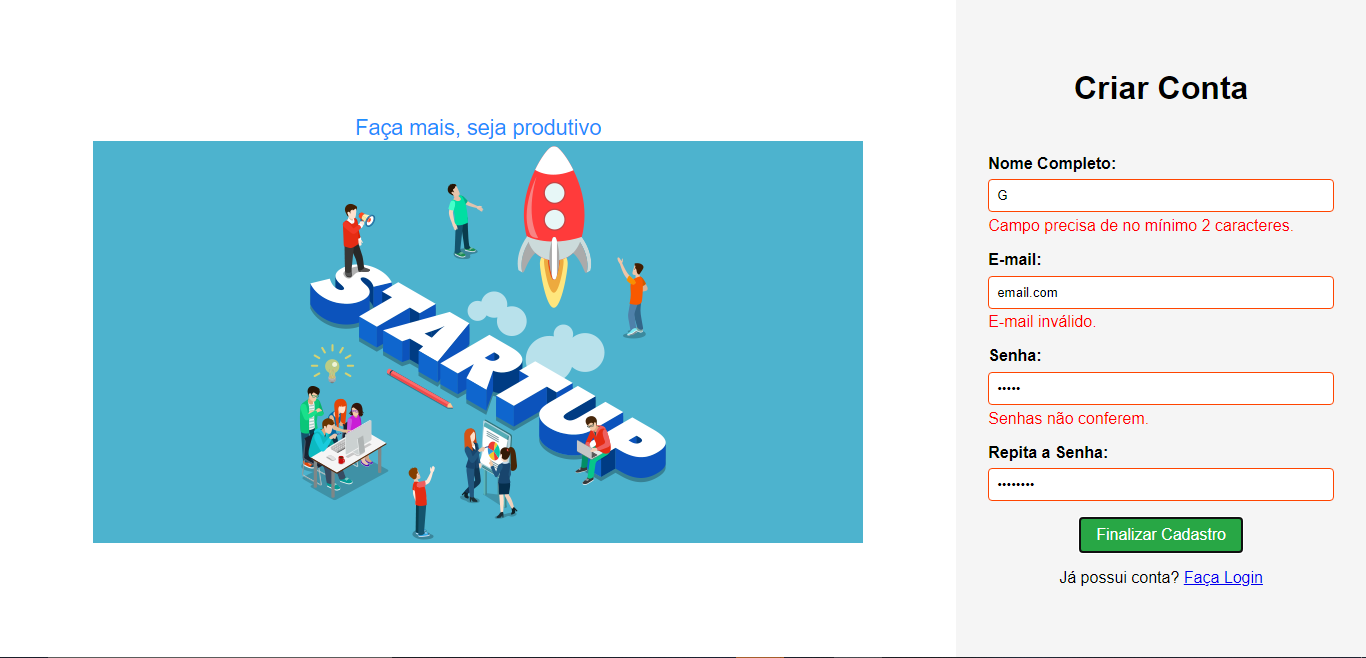 Faça mais, seja produtivo
STARTUP
Criar Conta
Nome Completo:
G
Campo precisa de no mínimo 2 caracteres.
E-mail:
email.com
E-mail inválido.
Senha:
•••••
Senhas não conferem.
Repita a Senha:
••••••••
Finalizar Cadastro
Já possui conta? Faça Login